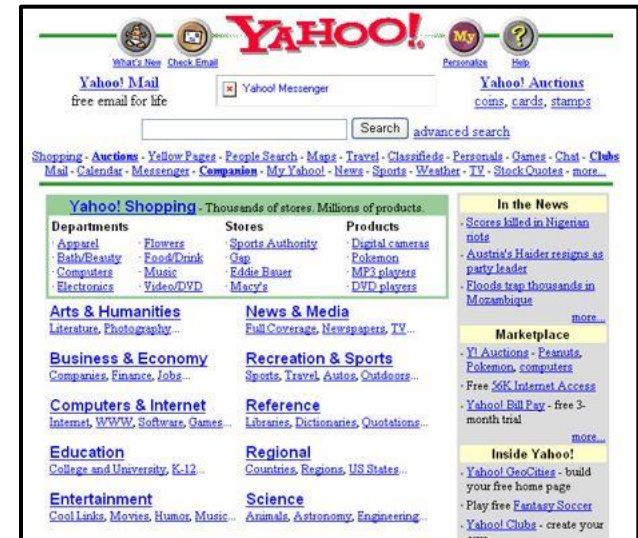 YAHOO!
What's New Check Email
My
Personalize
?
Help
Yahoo! Mail
free email for life
Yahoo! Messenger
Yahoo! Auctions
coins, cards, stamps
Search advanced search
Shopping - Auctions - Yellow Pages - People Search - Maps - Travel - Classifieds - Personals - Games - Chat - Clubs
Mail - Calendar - Messenger - Companion - My Yahoo! - News - Sports - Weather - TV - Stock Quotes - more...
Yahoo! Shopping - Thousands of stores. Millions of products.
Departments Stores Products
· Apparel · Flowers · Sports Authority · Digital cameras
· Bath/Beauty · Food/Drink · Gap · Pokemon
· Computers · Music · Eddie Bauer · MP3 players
· Electronics · Video/DVD · Macy's · DVD players
Arts & Humanities
Literature, Photography...
News & Media
Full Coverage, Newspapers, TV...
Business & Economy
Companies, Finance, Jobs...
Recreation & Sports
Sports, Travel, Autos, Outdoors...
Computers & Internet
Internet, WWW, Software, Games...
Reference
Libraries, Dictionaries, Quotations...
Education
College and University, K-12...
Regional
Countries, Regions, US States...
Entertainment
Cool Links, Movies, Humor, Music...
Science
Animals, Astronomy, Engineering...
In the News
· Scores killed in Nigerian
riots
· Austria's Haider resigns as
party leader
· Floods trap thousands in
Mozambique
more...
Marketplace
· Y! Auctions - Peanuts,
Pokemon, computers
· Free 56K Internet Access
· Yahoo! Bill Pay - free 3-
month trial
more...
Inside Yahoo!
· Yahoo! GeoCities - build
your free home page
· Play free Fantasy Soccer
· Yahoo! Clubs - create your